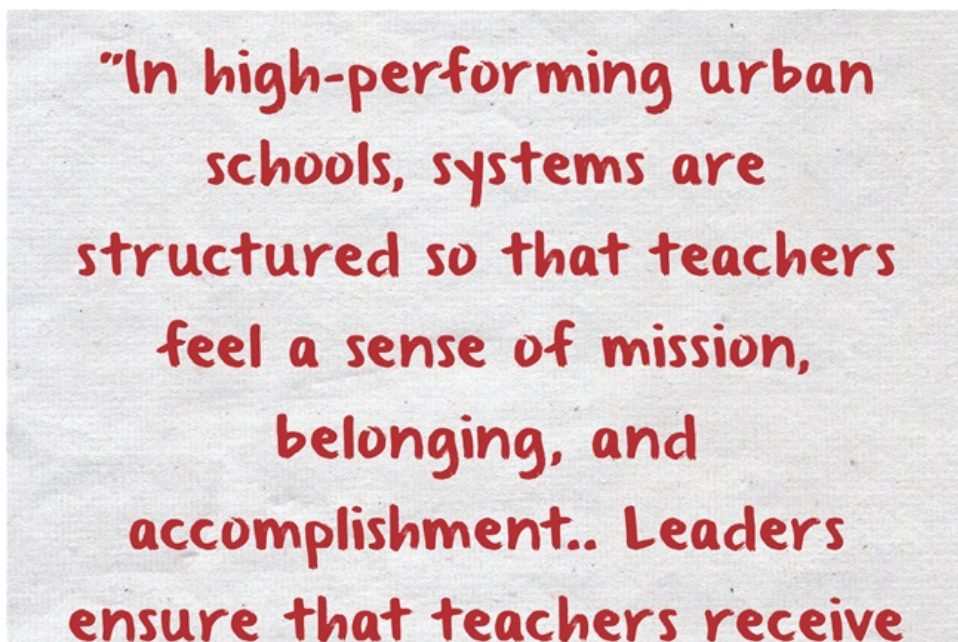 "In high-performing urban
schools, systems are
structured so that teachers
feel a sense of mission,
belonging, and
accomplishment.. Leaders
ensure that teachers receive